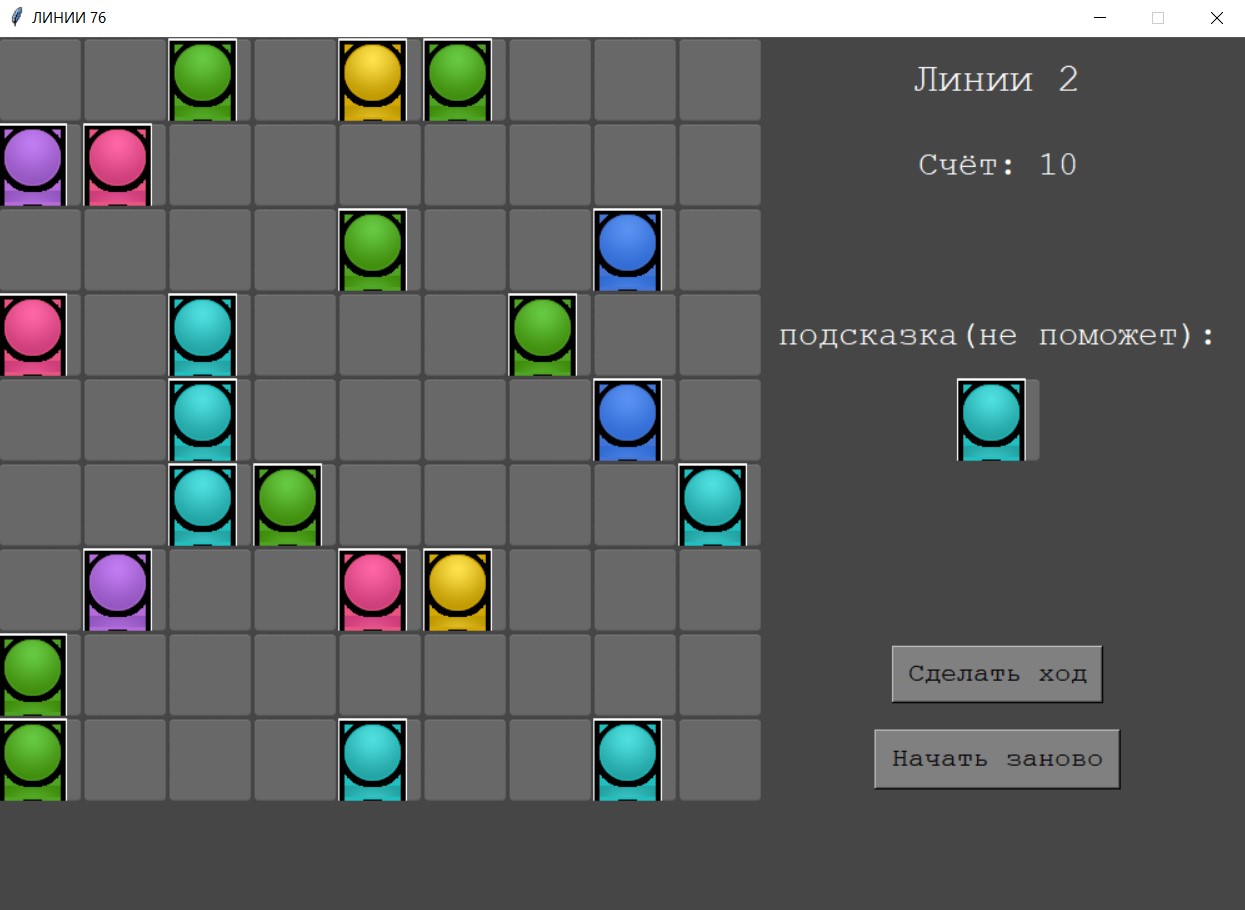 ЛИНИИ 76
Линии 2
Счёт: 10
подсказка(не поможет):
Сделать ход
Начать заново